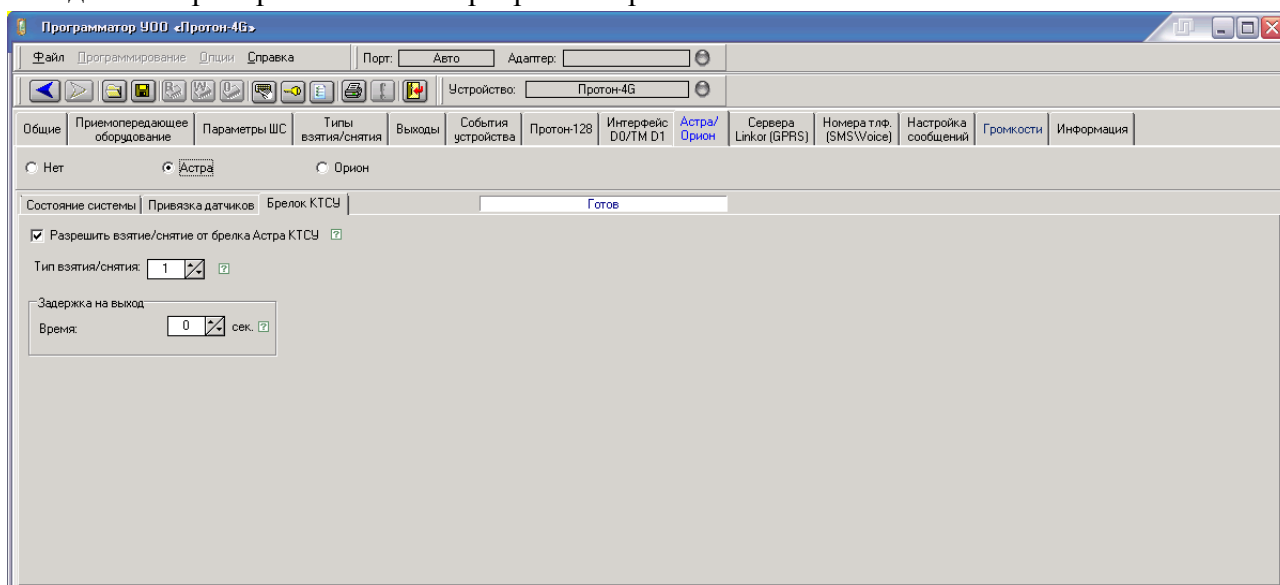 Программатор УОО «Протон-4G»
Файл Программирование Опции Справка Порт: Авто Адаптер:
Устройство: Протон-4G
Общие Приемопередающее оборудование Параметры ШС Типы взятия/снятия Выходы События устройства Протон-128 Интерфейс D0/TM D1 Астра/Орион Сервера Linkor (GPRS) Номера тлф. (SMS\Voice) Настройка сообщений Громкости Информация
Нет Астра Орион
Состояние системы Привязка датчиков Брелок КТСУ Готов
Разрешить взятие/снятие от брелка Астра КТСУ ?
Тип взятия/снятия: 1 ?
Задержка на выход
Время: 0 сек. ?